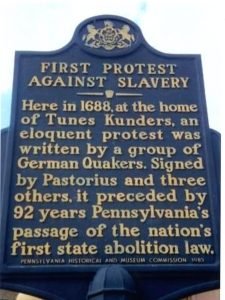 FIRST PROTEST
AGAINST SLAVERY
Here in 1688, at the home
of Tunes Kunders, an
eloquent protest was
written by a group of
German Quakers. Signed
by Pastorius and three
others, it preceded by
92 years Pennsylvania's
passage of the nation's
first state abolition law.
PENNSYLVANIA HISTORICAL AND MUSEUM COMMISSION 1983